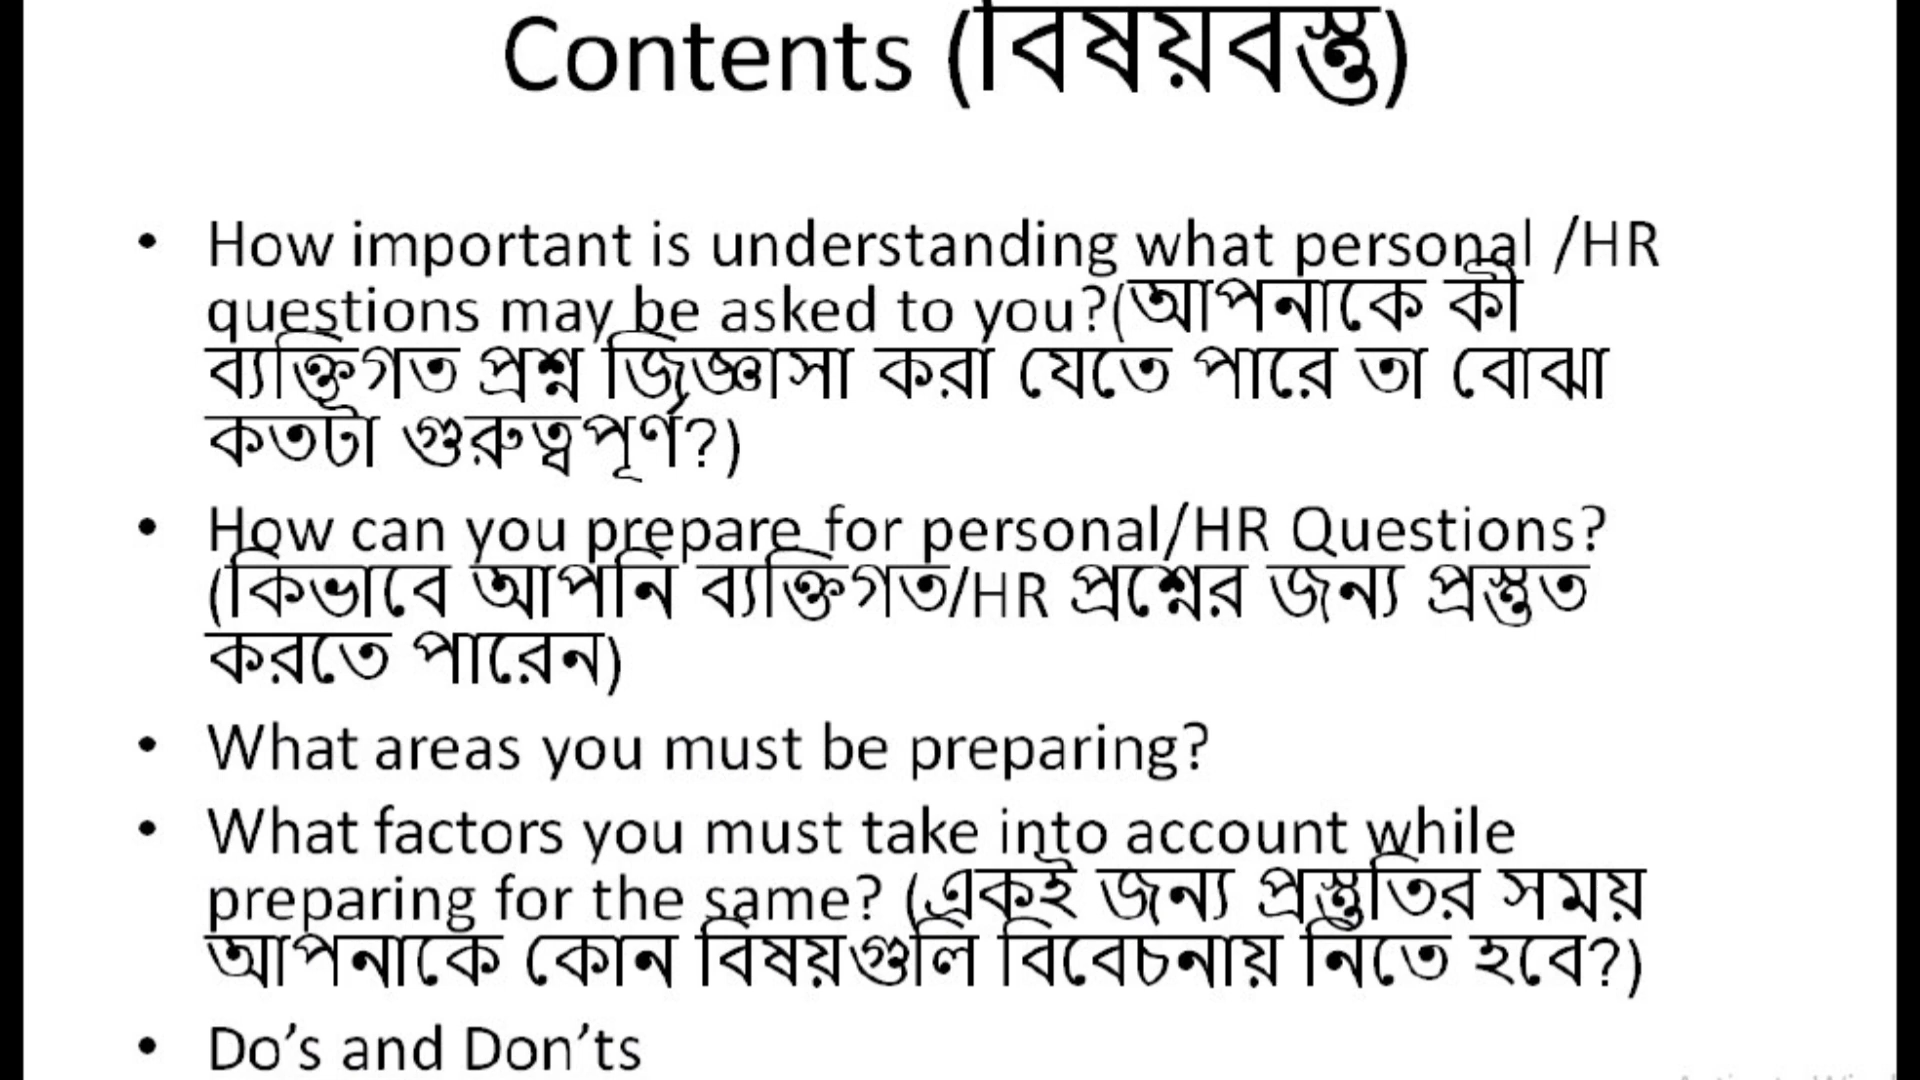 Contents (বিষয়বস্তু)
• How important is understanding what personal /HR
questions may be asked to you?(আপনাকে কী
ব্যক্তিগত প্রশ্ন জিজ্ঞাসা করা যেতে পারে তা বোঝা
কতটা গুরুত্বপূর্ণ?)
• How can you prepare for personal/HR Questions?
(কিভাবে আপনি ব্যক্তিগত/HR প্রশ্নের জন্য প্রস্তুত
করতে পারেন)
• What areas you must be preparing?
• What factors you must take into account while
preparing for the same? (একই জন্য প্রস্তুতির সময়
আপনাকে কোন বিষয়গুলি বিবেচনায় নিতে হবে?)
• Do’s and Don’ts